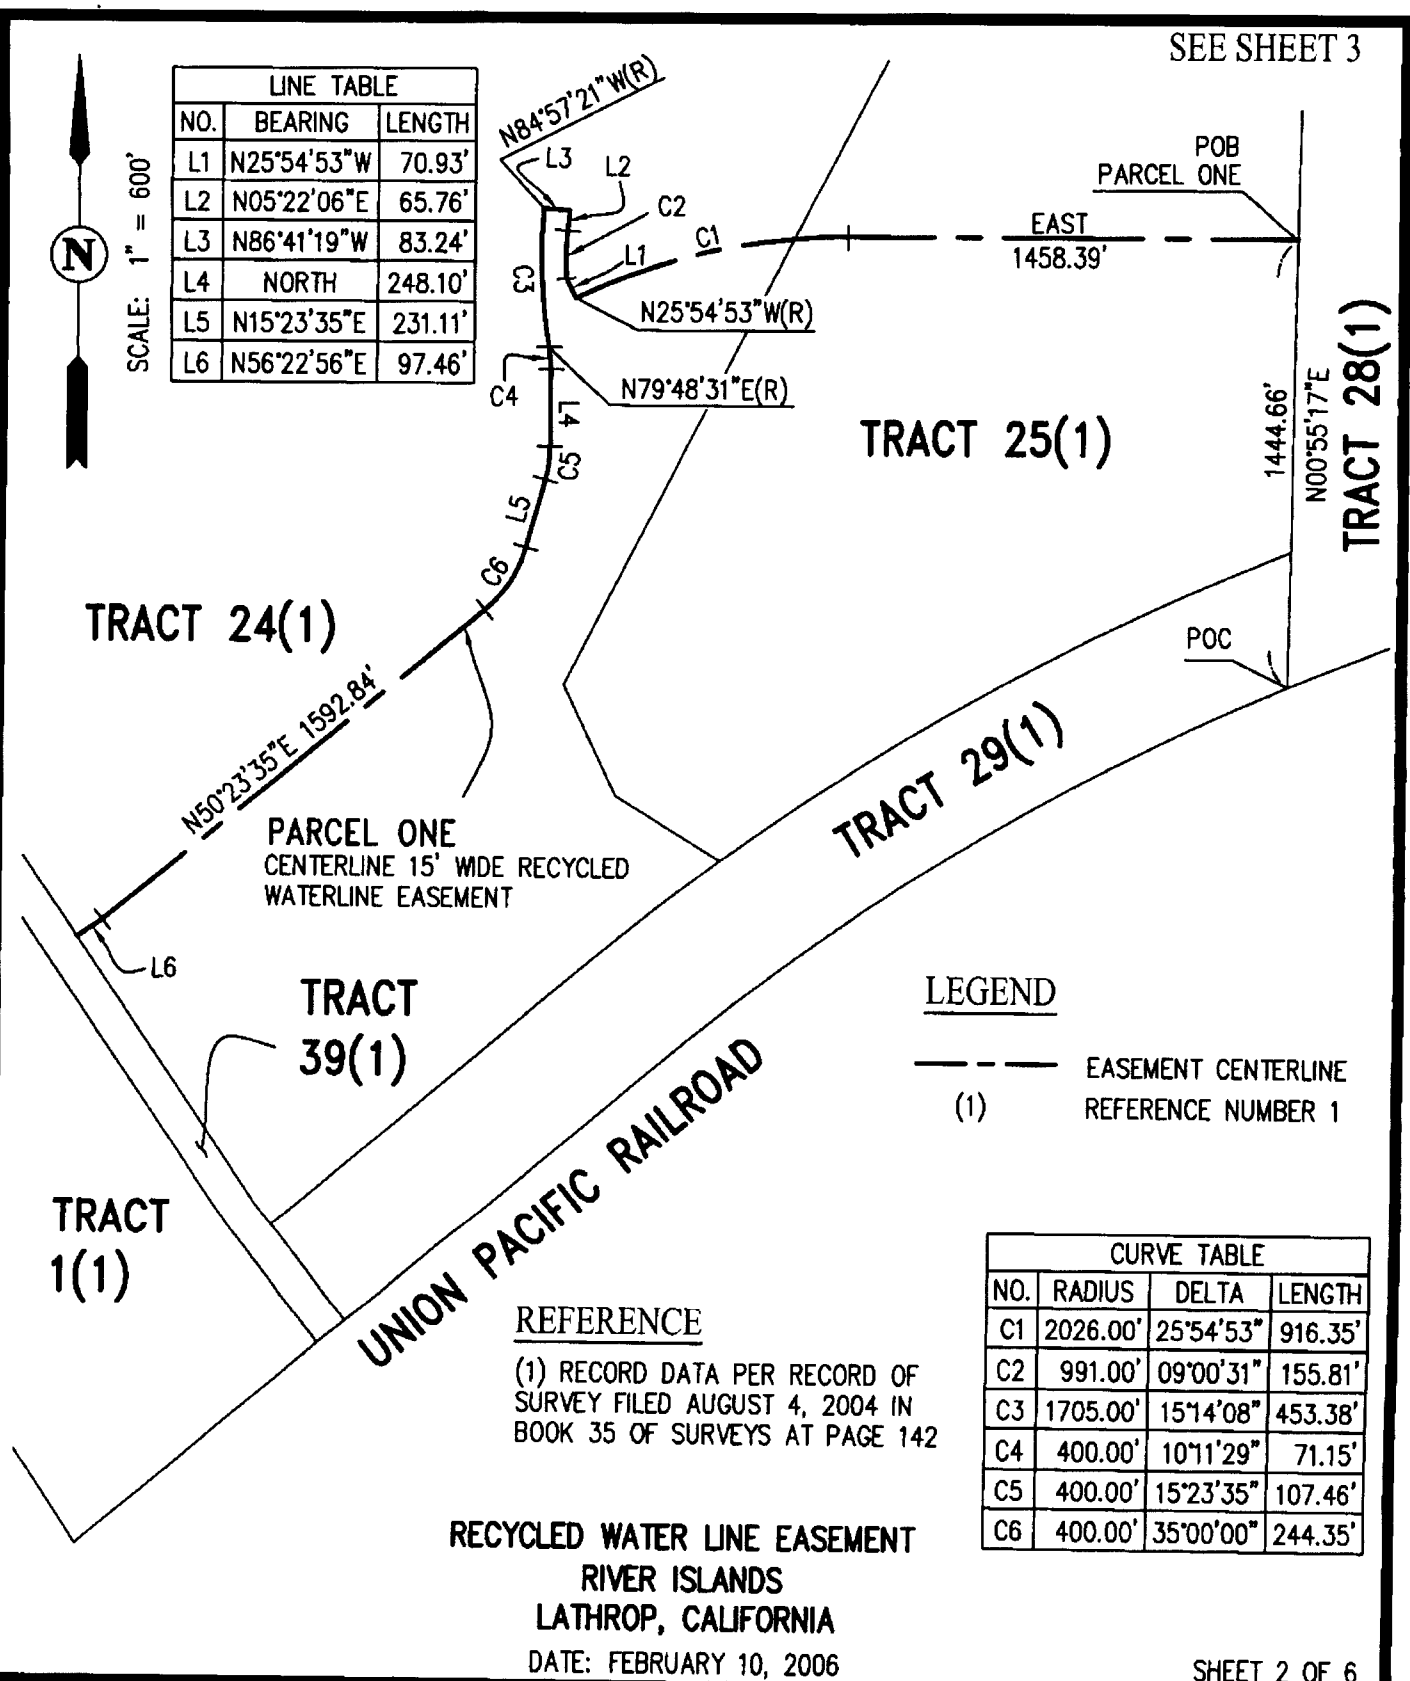 SEE SHEET 3
LINE TABLE
NO. BEARING LENGTH
L1 N25°54'53"W 70.93'
L2 N05°22'06"E 65.76'
L3 N86°41'19"W 83.24'
L4 NORTH 248.10'
L5 N15°23'35"E 231.11'
L6 N56°22'56"E 97.46'
N
SCALE: 1" = 600'
N84°57'21"W(R)
L3
L2
C2
L1
C1
EAST
1458.39'
POB
PARCEL ONE
C3
N25°54'53"W(R)
C4
N79°48'31"E(R)
L4
C5
L5
C6
TRACT 25(1)
1444.66'
N00°55'17"E
TRACT 28(1)
TRACT 24(1)
POC
N50°23'35"E 1592.84'
TRACT 29(1)
PARCEL ONE
CENTERLINE 15' WIDE RECYCLED
WATERLINE EASEMENT
L6
TRACT
39(1)
LEGEND
EASEMENT CENTERLINE
(1) REFERENCE NUMBER 1
UNION PACIFIC RAILROAD
TRACT
1(1)
CURVE TABLE
NO. RADIUS DELTA LENGTH
C1 2026.00' 25°54'53" 916.35'
C2 991.00' 09°00'31" 155.81'
C3 1705.00' 15°14'08" 453.38'
C4 400.00' 10°11'29" 71.15'
C5 400.00' 15°23'35" 107.46'
C6 400.00' 35°00'00" 244.35'
REFERENCE
(1) RECORD DATA PER RECORD OF
SURVEY FILED AUGUST 4, 2004 IN
BOOK 35 OF SURVEYS AT PAGE 142
RECYCLED WATER LINE EASEMENT
RIVER ISLANDS
LATHROP, CALIFORNIA
DATE: FEBRUARY 10, 2006
SHEET 2 OF 6